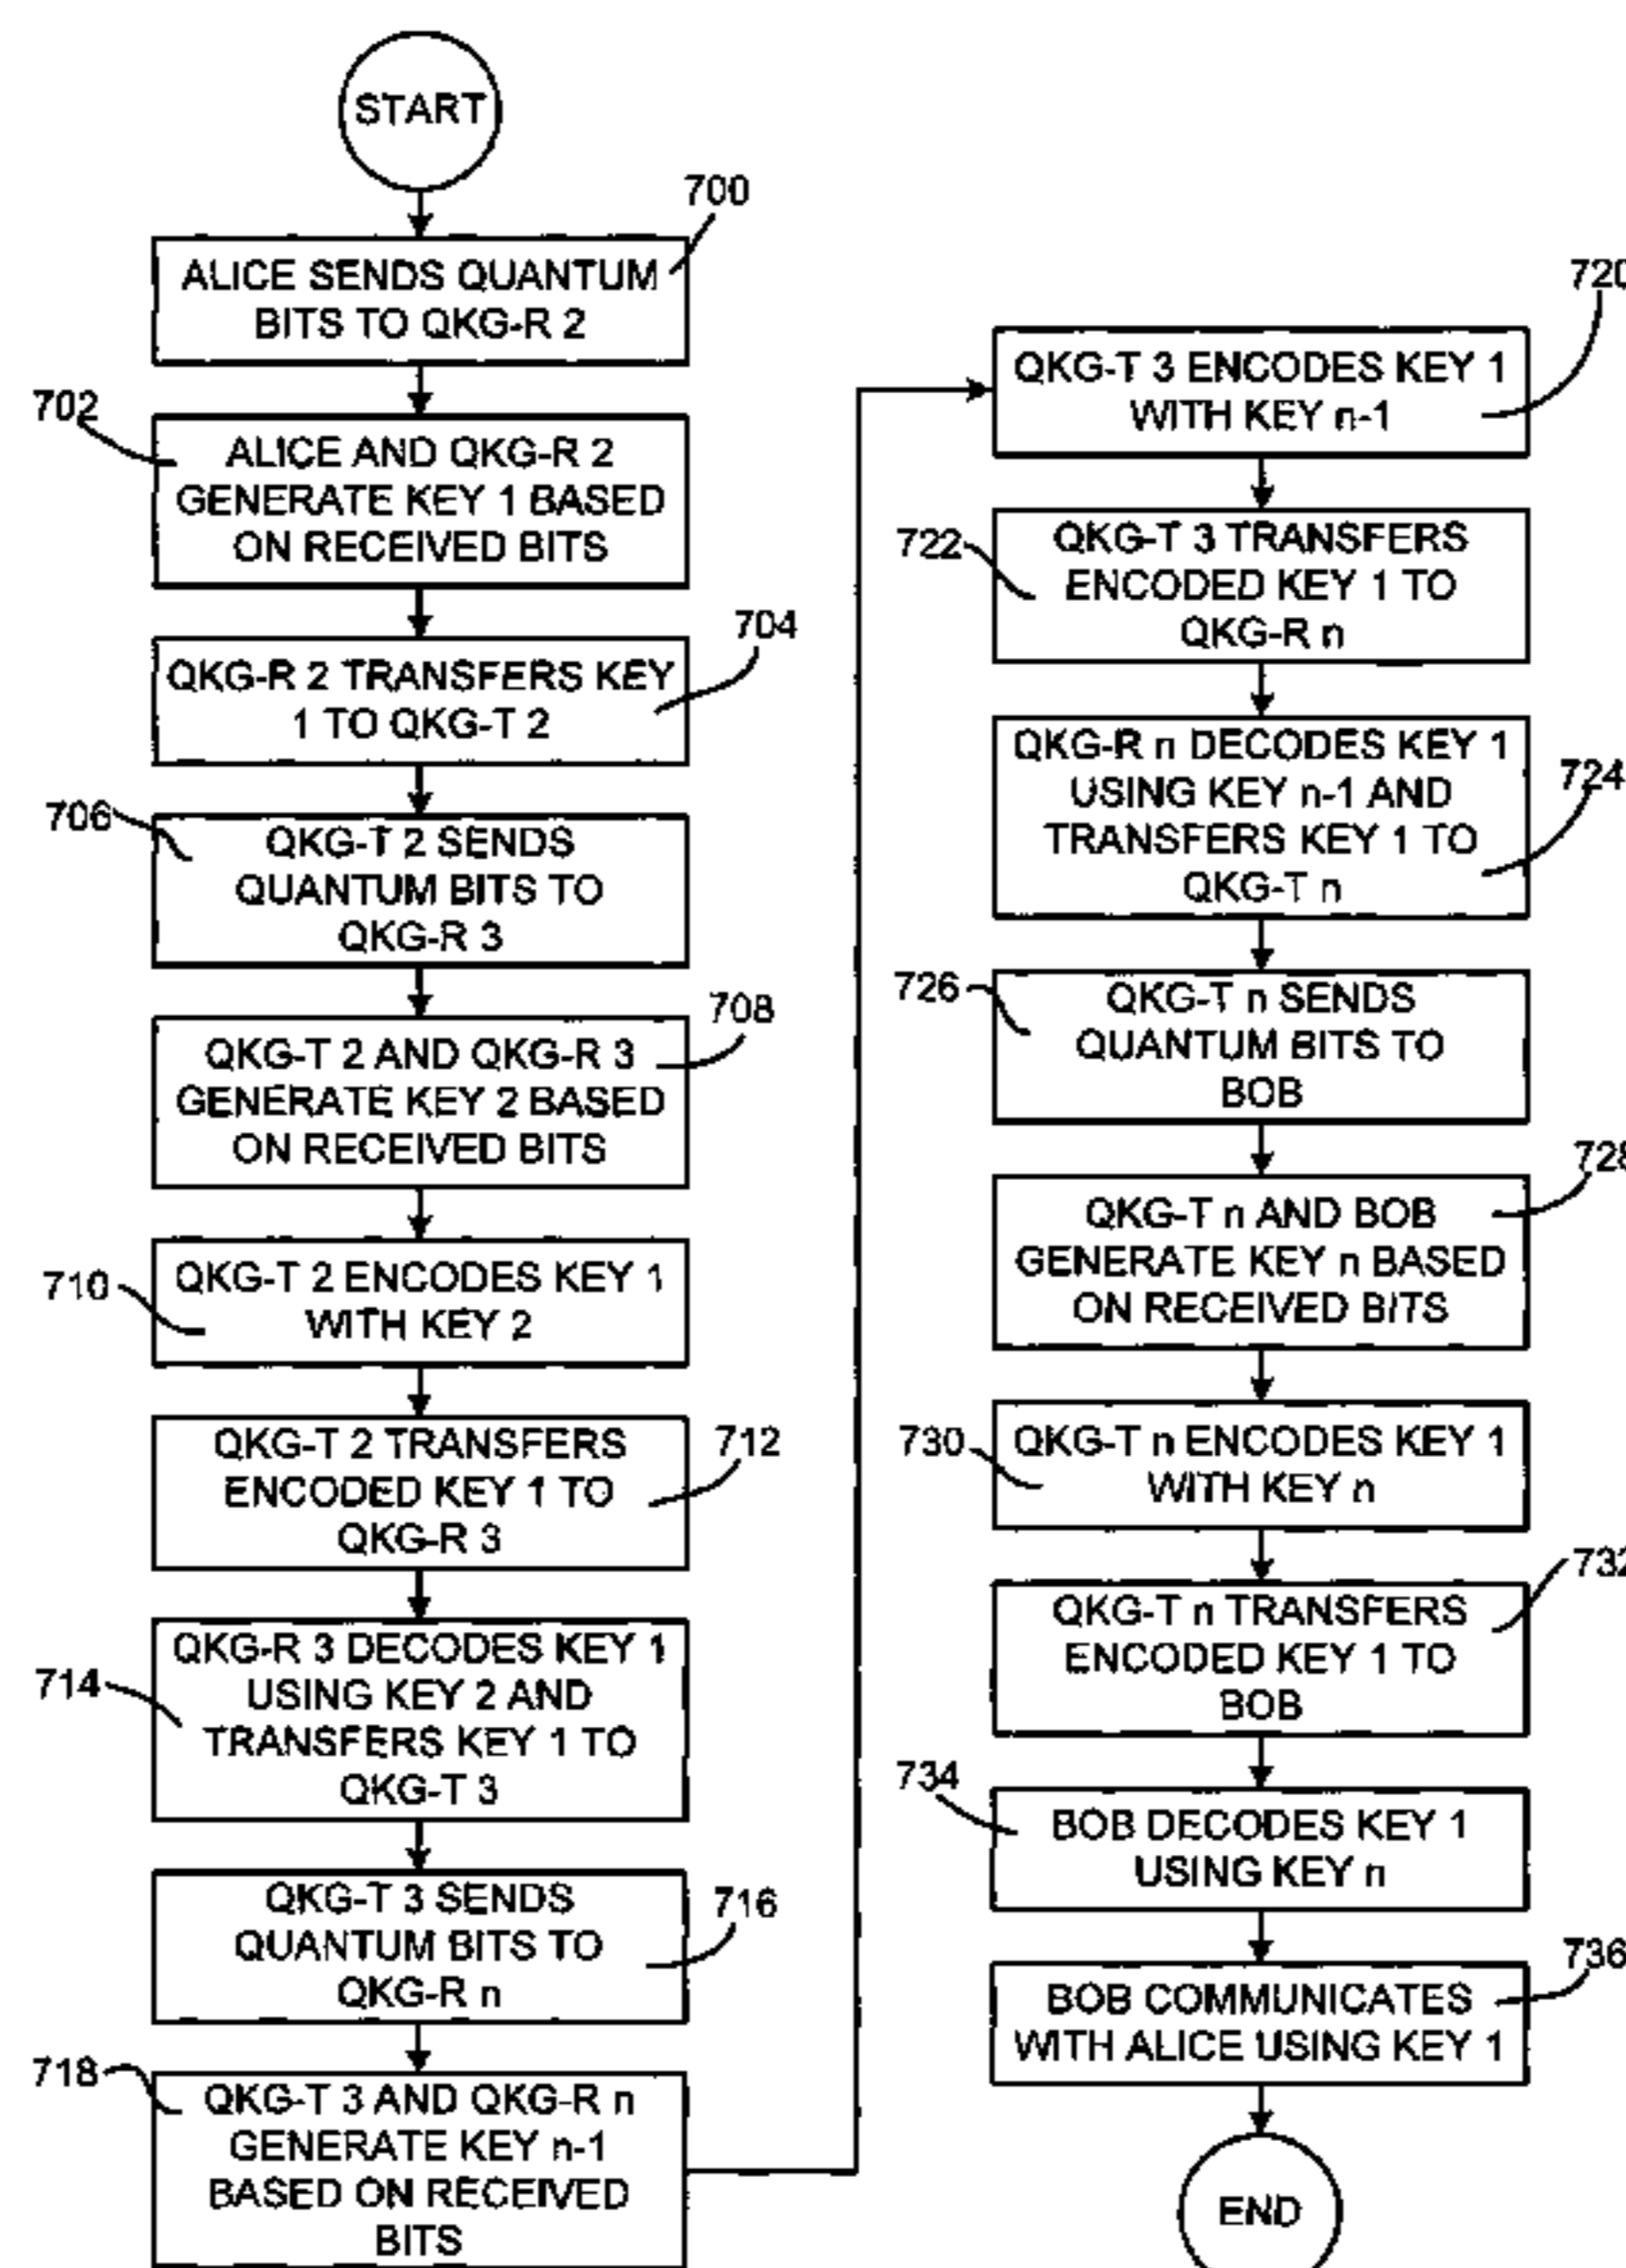 START
700
ALICE SENDS QUANTUM
BITS TO QKG-R 2
702
ALICE AND QKG-R 2
GENERATE KEY 1 BASED
ON RECEIVED BITS
704
QKG-R 2 TRANSFERS KEY
1 TO QKG-T 2
706
QKG-T 2 SENDS
QUANTUM BITS TO
QKG-R 3
708
QKG-T 2 AND QKG-R 3
GENERATE KEY 2 BASED
ON RECEIVED BITS
710
QKG-T 2 ENCODES KEY 1
WITH KEY 2
712
QKG-T 2 TRANSFERS
ENCODED KEY 1 TO
QKG-R 3
714
QKG-R 3 DECODES KEY 1
USING KEY 2 AND
TRANSFERS KEY 1 TO
QKG-T 3
716
QKG-T 3 SENDS
QUANTUM BITS TO
QKG-R n
718
QKG-T 3 AND QKG-R n
GENERATE KEY n-1
BASED ON RECEIVED
BITS
720
QKG-T 3 ENCODES KEY 1
WITH KEY n-1
722
QKG-T 3 TRANSFERS
ENCODED KEY 1 TO
QKG-R n
724
QKG-R n DECODES KEY 1
USING KEY n-1 AND
TRANSFERS KEY 1 TO
QKG-T n
726
QKG-T n SENDS
QUANTUM BITS TO
BOB
728
QKG-T n AND BOB
GENERATE KEY n BASED
ON RECEIVED BITS
730
QKG-T n ENCODES KEY 1
WITH KEY n
732
QKG-T n TRANSFERS
ENCODED KEY 1 TO
BOB
734
BOB DECODES KEY 1
USING KEY n
736
BOB COMMUNICATES
WITH ALICE USING KEY 1
END